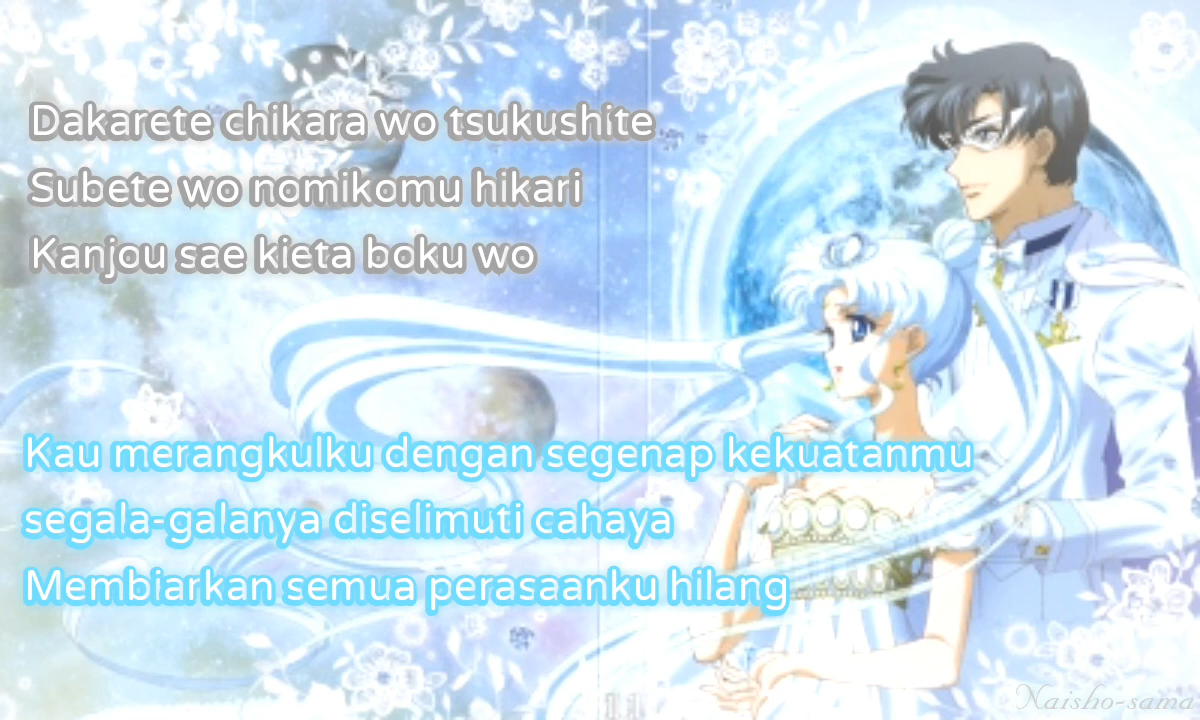 Dakarete chikara wo tsukushite
Subete wo nomikomu hikari
Kanjou sae kieta boku wo
Kau merangkulku dengan segenap kekuatanmu
segala-galanya diselimuti cahaya
Membiarkan semua perasaanku hilang
11
Naisho-sama